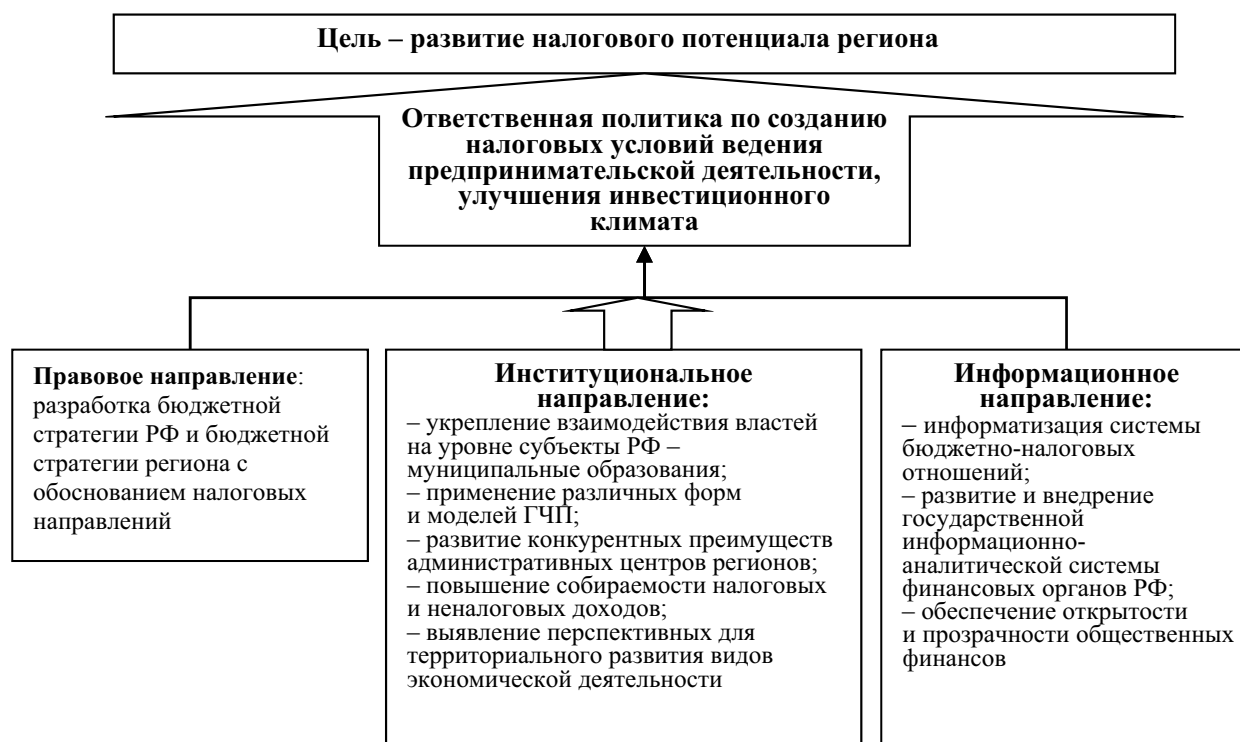 Цель – развитие налогового потенциала региона
Ответственная политика по созданию
налоговых условий ведения
предпринимательской деятельности,
улучшения инвестиционного
климата
Правовое направление:
разработка бюджетной
стратегии РФ и бюджетной
стратегии региона с
обоснованием налоговых
направлений
Институциональное
направление:
– укрепление взаимодействия властей
на уровне субъекты РФ –
муниципальные образования;
– применение различных форм
и моделей ГЧП;
– развитие конкурентных преимуществ
административных центров регионов;
– повышение собираемости налоговых
и неналоговых доходов;
– выявление перспективных для
территориального развития видов
экономической деятельности
Информационное
направление:
– информатизация системы
бюджетно-налоговых
отношений;
– развитие и внедрение
государственной
информационно-
аналитической системы
финансовых органов РФ;
– обеспечение открытости
и прозрачности общественных
финансов